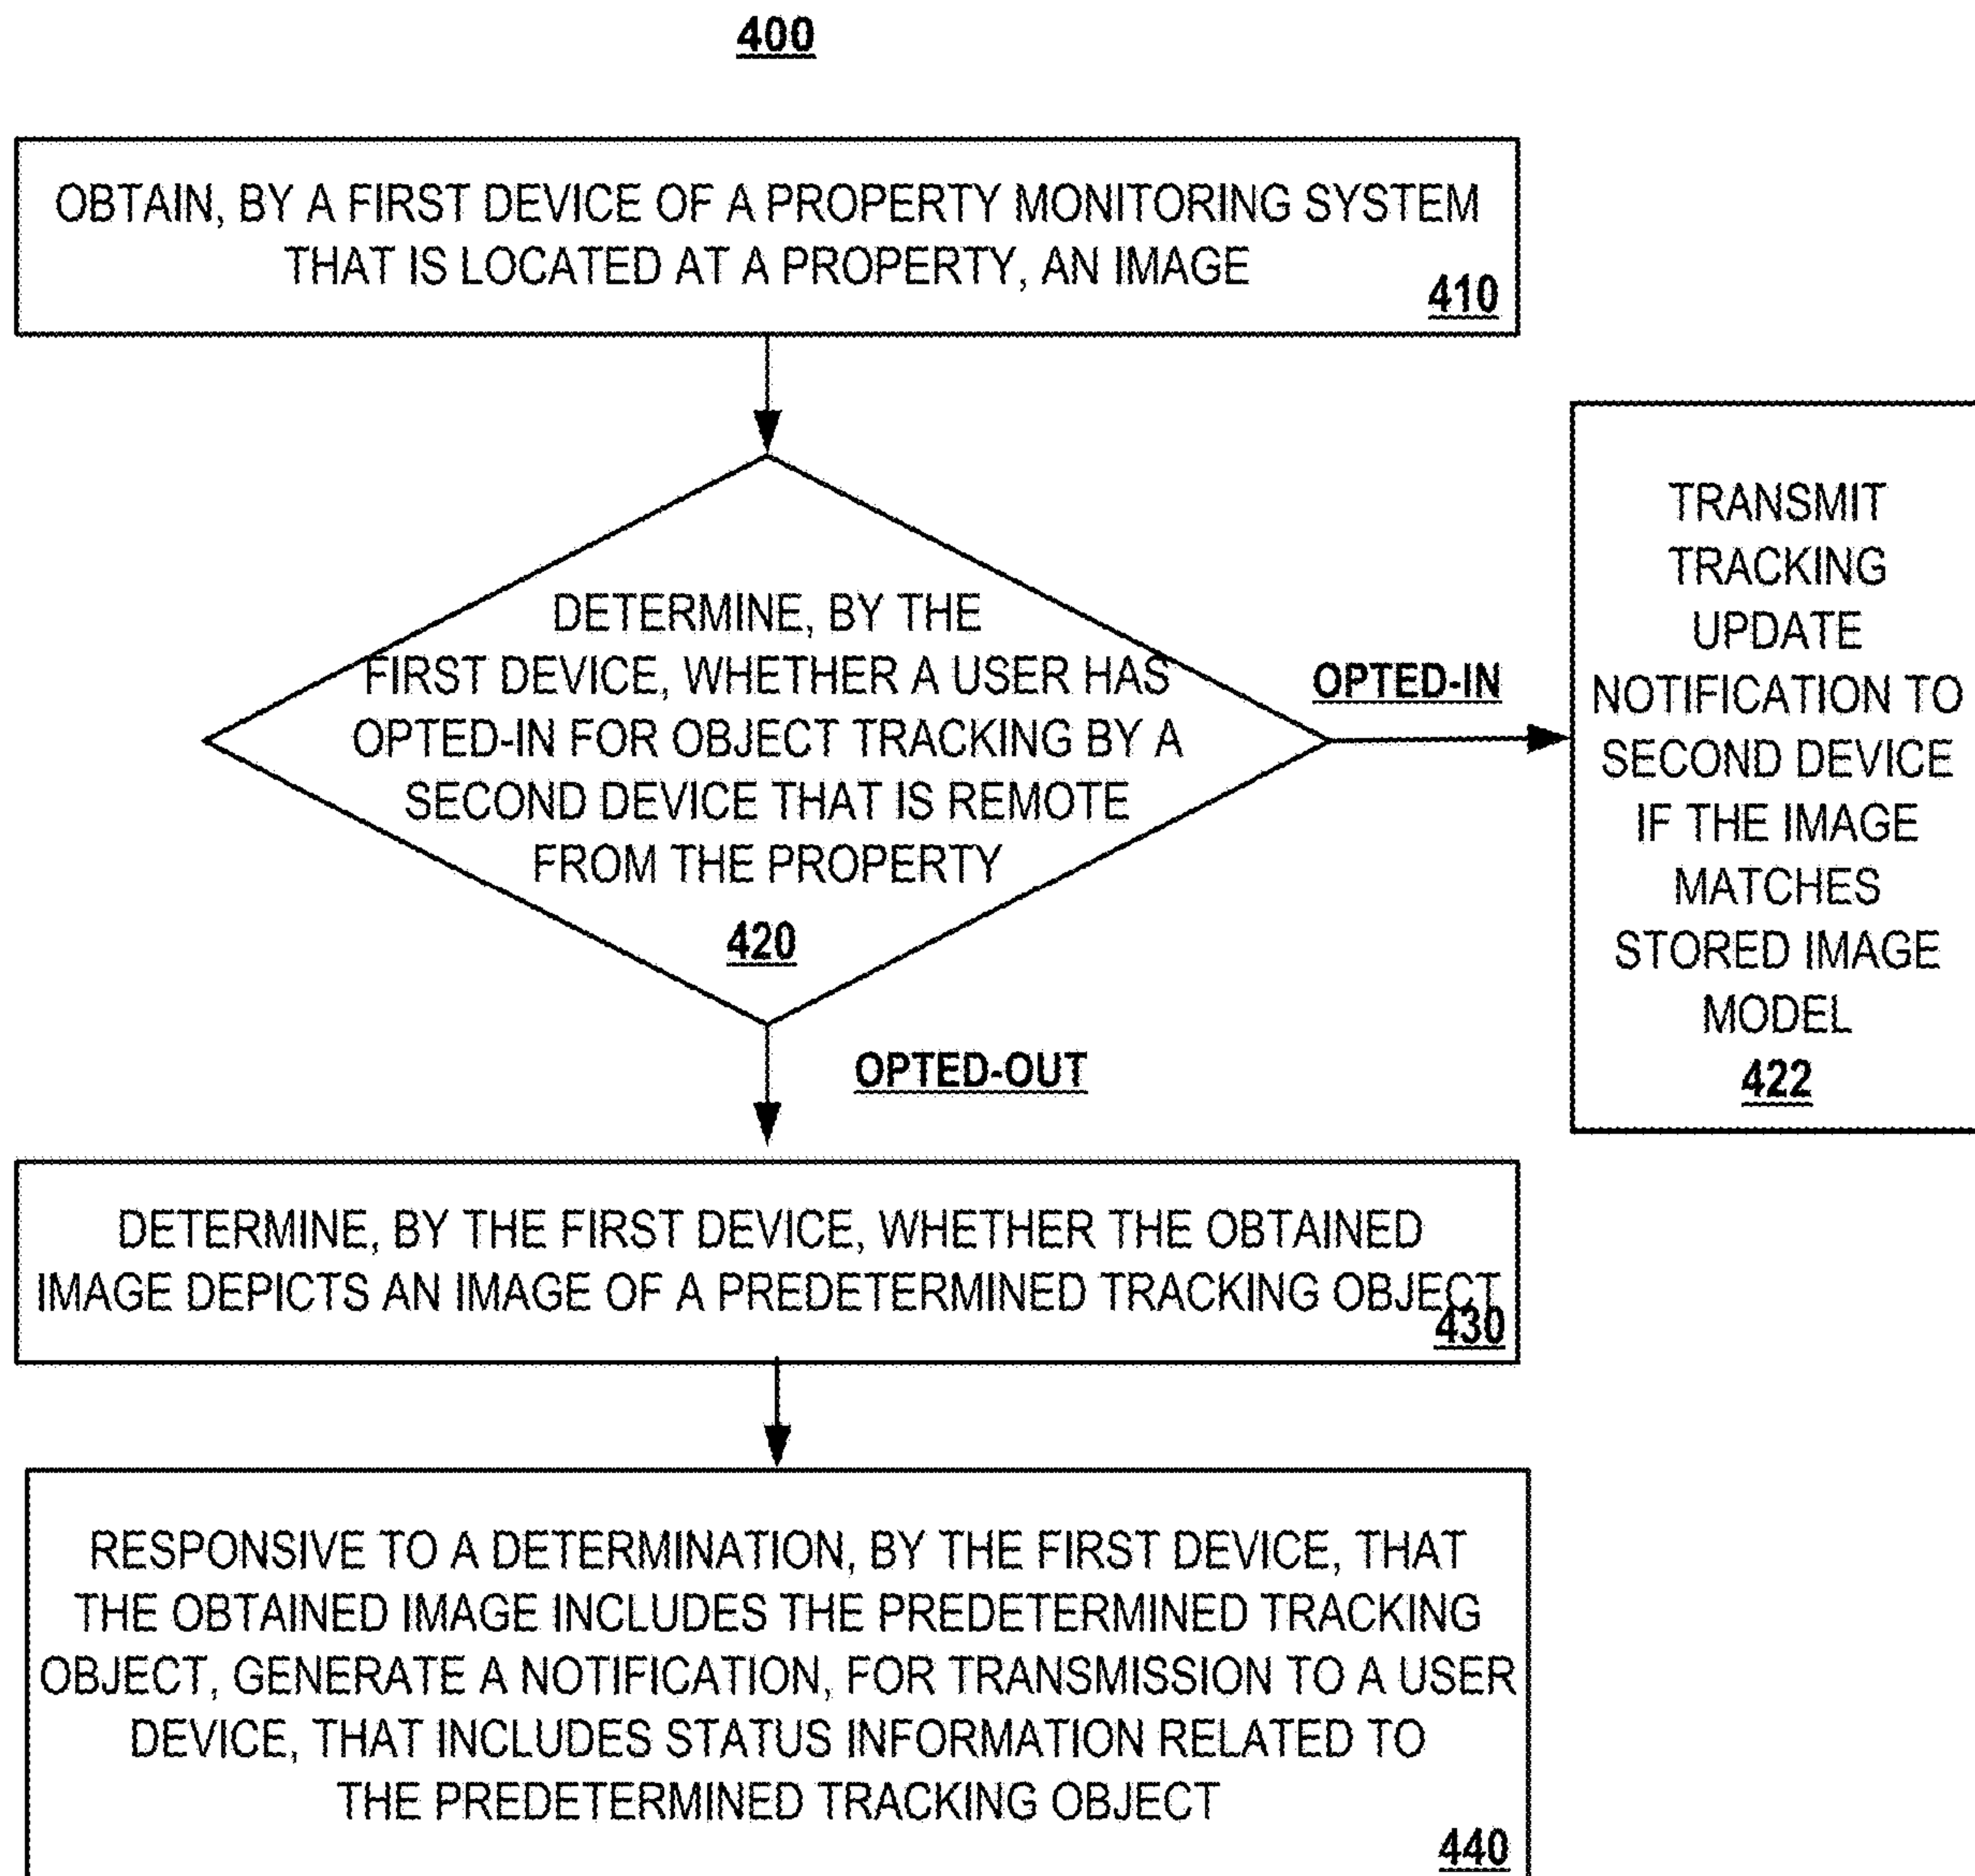 400
OBTAIN, BY A FIRST DEVICE OF A PROPERTY MONITORING SYSTEM
THAT IS LOCATED AT A PROPERTY, AN IMAGE
410
DETERMINE, BY THE
FIRST DEVICE, WHETHER A USER HAS
OPTED-IN FOR OBJECT TRACKING BY A
SECOND DEVICE THAT IS REMOTE
FROM THE PROPERTY
420
OPTED-IN
TRANSMIT
TRACKING
UPDATE
NOTIFICATION TO
SECOND DEVICE
IF THE IMAGE
MATCHES
STORED IMAGE
MODEL
422
OPTED-OUT
DETERMINE, BY THE FIRST DEVICE, WHETHER THE OBTAINED
IMAGE DEPICTS AN IMAGE OF A PREDETERMINED TRACKING OBJECT
430
RESPONSIVE TO A DETERMINATION, BY THE FIRST DEVICE, THAT
THE OBTAINED IMAGE INCLUDES THE PREDETERMINED TRACKING
OBJECT, GENERATE A NOTIFICATION, FOR TRANSMISSION TO A USER
DEVICE, THAT INCLUDES STATUS INFORMATION RELATED TO
THE PREDETERMINED TRACKING OBJECT
440